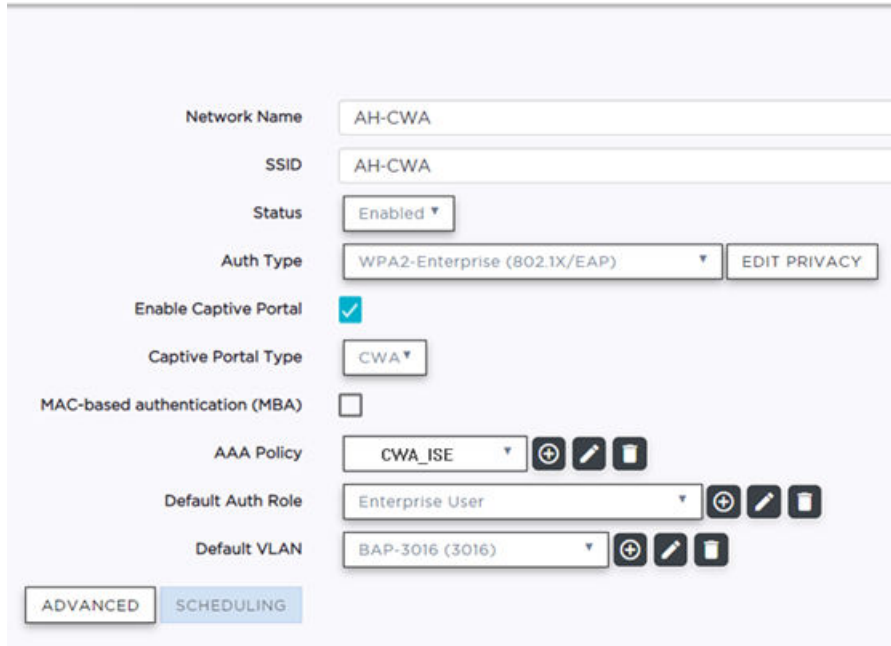 Network Name AH-CWA
SSID AH-CWA
Status Enabled
Auth Type WPA2-Enterprise (802.1X/EAP) EDIT PRIVACY
Enable Captive Portal
Captive Portal Type CWA
MAC-based authentication (MBA)
AAA Policy CWA_ISE
Default Auth Role Enterprise User
Default VLAN BAP-3016 (3016)
ADVANCED SCHEDULING